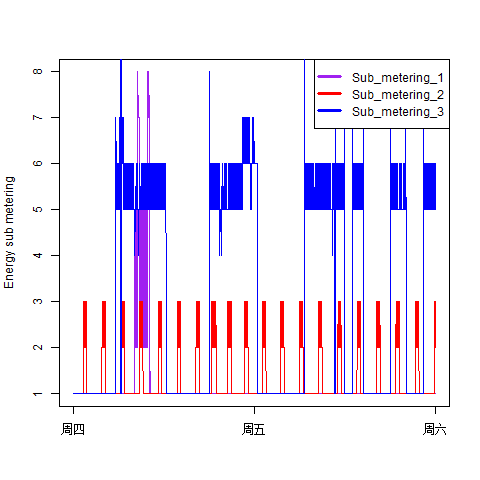 Sub_metering_1
Sub_metering_2
Sub_metering_3
Energy sub metering
8
7
6
5
4
3
2
1
周四
周五
周六